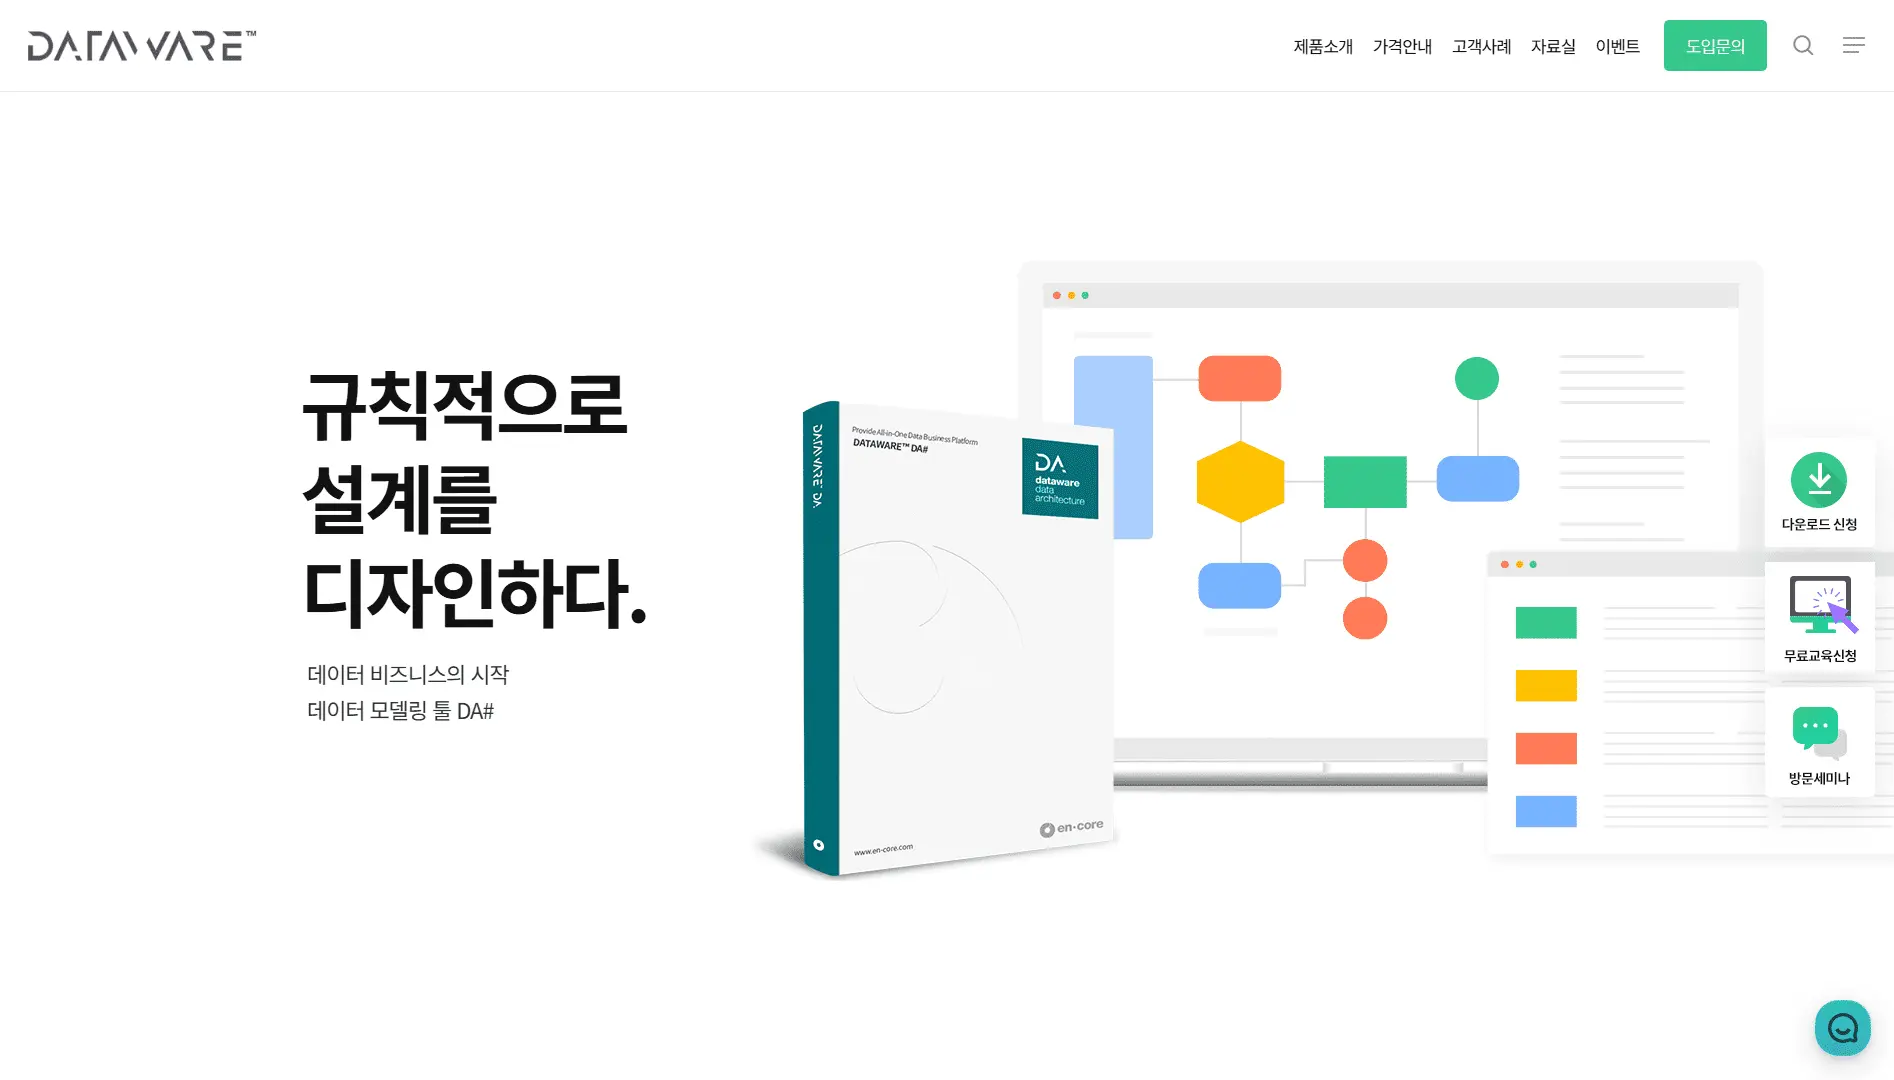 DATAWARE™
제품소개 가격안내 고객사례 자료실 이벤트 도입문의
규칙적으로
설계를
디자인하다.
데이터 비즈니스의 시작
데이터 모델링 툴 DA#
DATAWARE™ DA
Provide All-in-One Data Business Platform
DATAWARE™ DA#
DA
dataware
data
architecture
www.en-core.com
en-core
다운로드 신청
무료교육신청
방문세미나